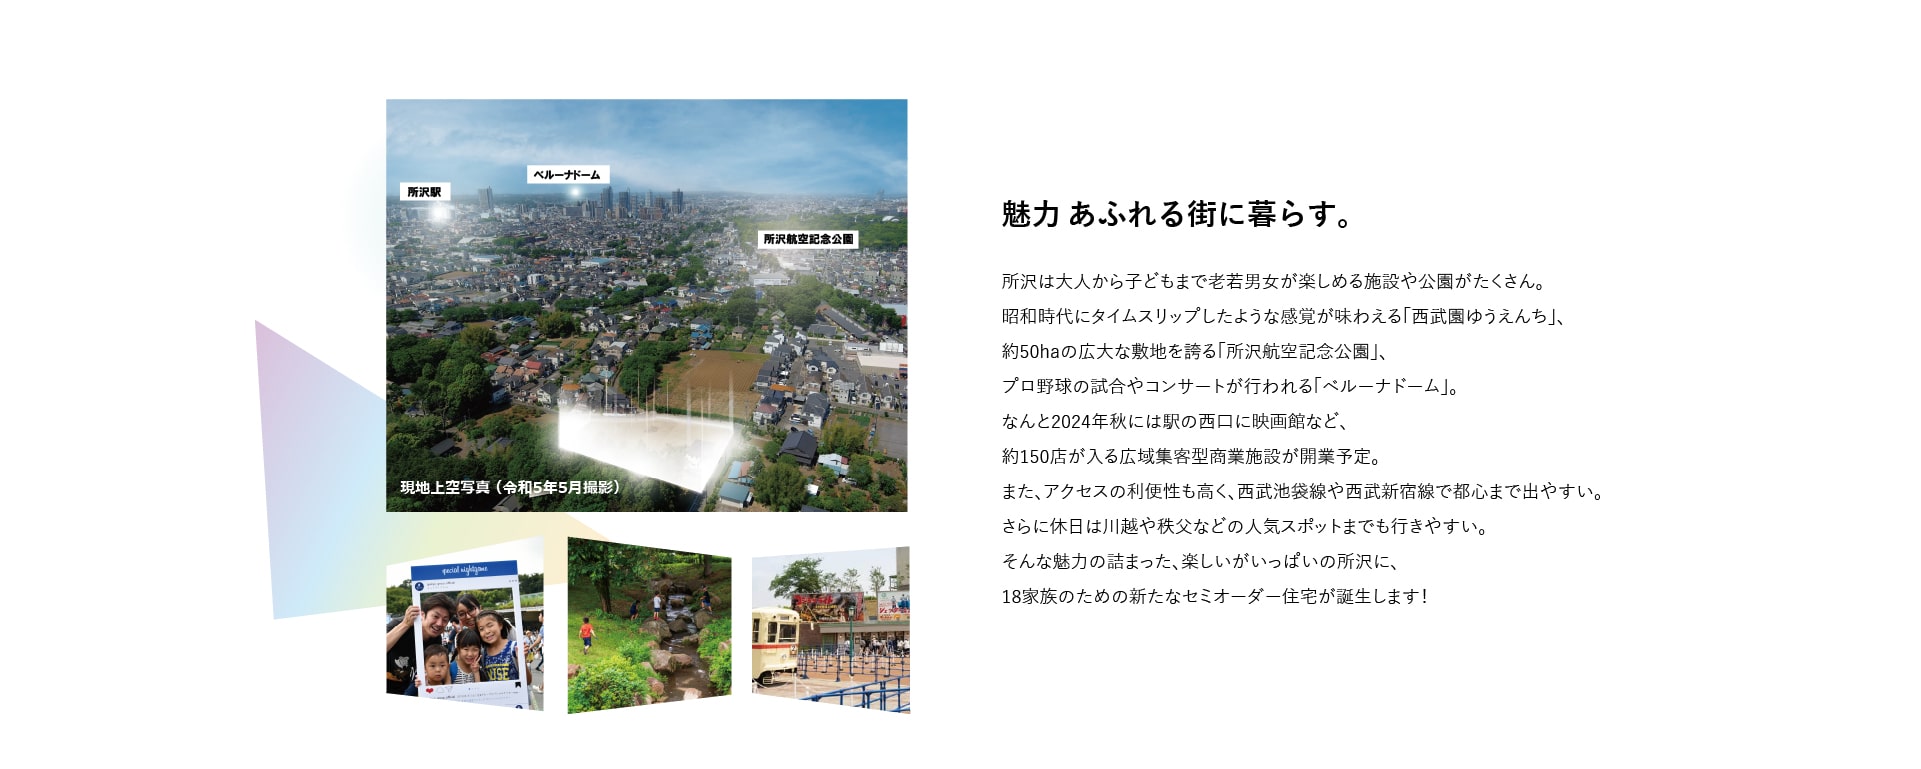 所沢駅
ベルーナドーム
所沢航空記念公園
現地上空写真（令和5年5月撮影）
special nightgame
魅力 あふれる街に暮らす。
所沢は大人から子どもまで老若男女が楽しめる施設や公園がたくさん。
昭和時代にタイムスリップしたような感覚が味わえる「西武園ゆうえんち」、
約50haの広大な敷地を誇る「所沢航空記念公園」、
プロ野球の試合やコンサートが行われる「ベルーナドーム」。
なんと2024年秋には駅の西口に映画館など、
約150店が入る広域集客型商業施設が開業予定。
また、アクセスの利便性も高く、西武池袋線や西武新宿線で都心まで出やすい。
さらに休日は川越や秩父などの人気スポットまでも行きやすい。
そんな魅力の詰まった、楽しいがいっぱいの所沢に、
18家族のための新たなセミオーダー住宅が誕生します！